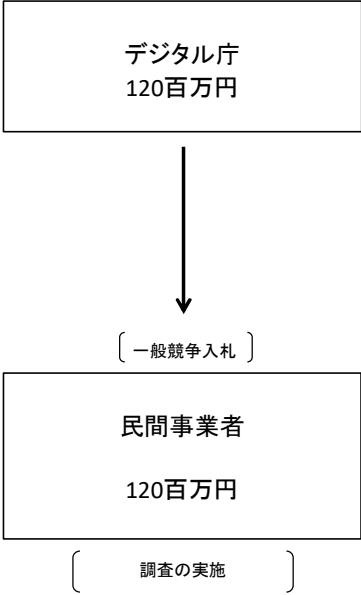 デジタル庁
120百万円
〔 一般競争入札 〕
民間事業者
120百万円
〔 調査の実施 〕